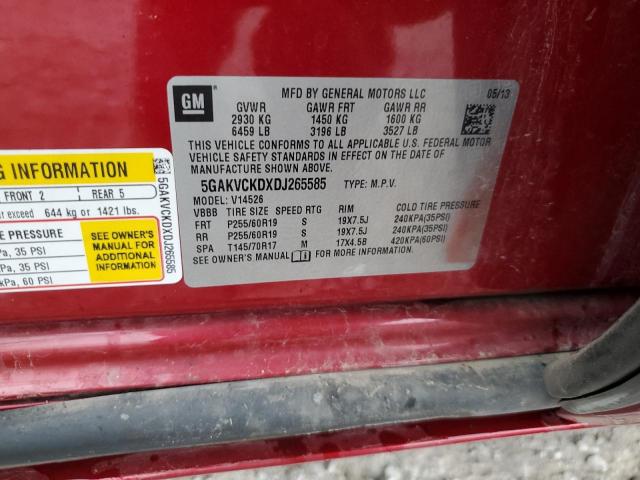 GM
MFD BY GENERAL MOTORS LLC 05/13
GVWR GAWR FRT GAWR RR
2930 KG 1450 KG 1600 KG
6459 LB 3196 LB 3527 LB
THIS VEHICLE CONFORMS TO ALL APPLICABLE U.S. FEDERAL MOTOR
VEHICLE SAFETY STANDARDS IN EFFECT ON THE DATE OF
MANUFACTURE SHOWN ABOVE.
5GAKVCKDXDJ265585 TYPE: M.P.V.
MODEL: V14526
VBBB TIRE SIZE SPEED RTG RIM COLD TIRE PRESSURE
FRT P255/60R19 S 19X7.5J 240KPA(35PSI)
RR P255/60R19 S 19X7.5J 240KPA(35PSI)
SPA T145/70R17 M 17X4.5B 420KPA(60PSI)
SEE OWNER'S MANUAL FOR MORE INFORMATION.
G INFORMATION
FRONT 2 REAR 5
exceed 644 kg or 1421 lbs.
E PRESSURE
Pa, 35 PSI
Pa, 35 PSI
kPa, 60 PSI
SEE OWNER'S
MANUAL FOR
ADDITIONAL
INFORMATION
5GAKVCKDXDJ265585